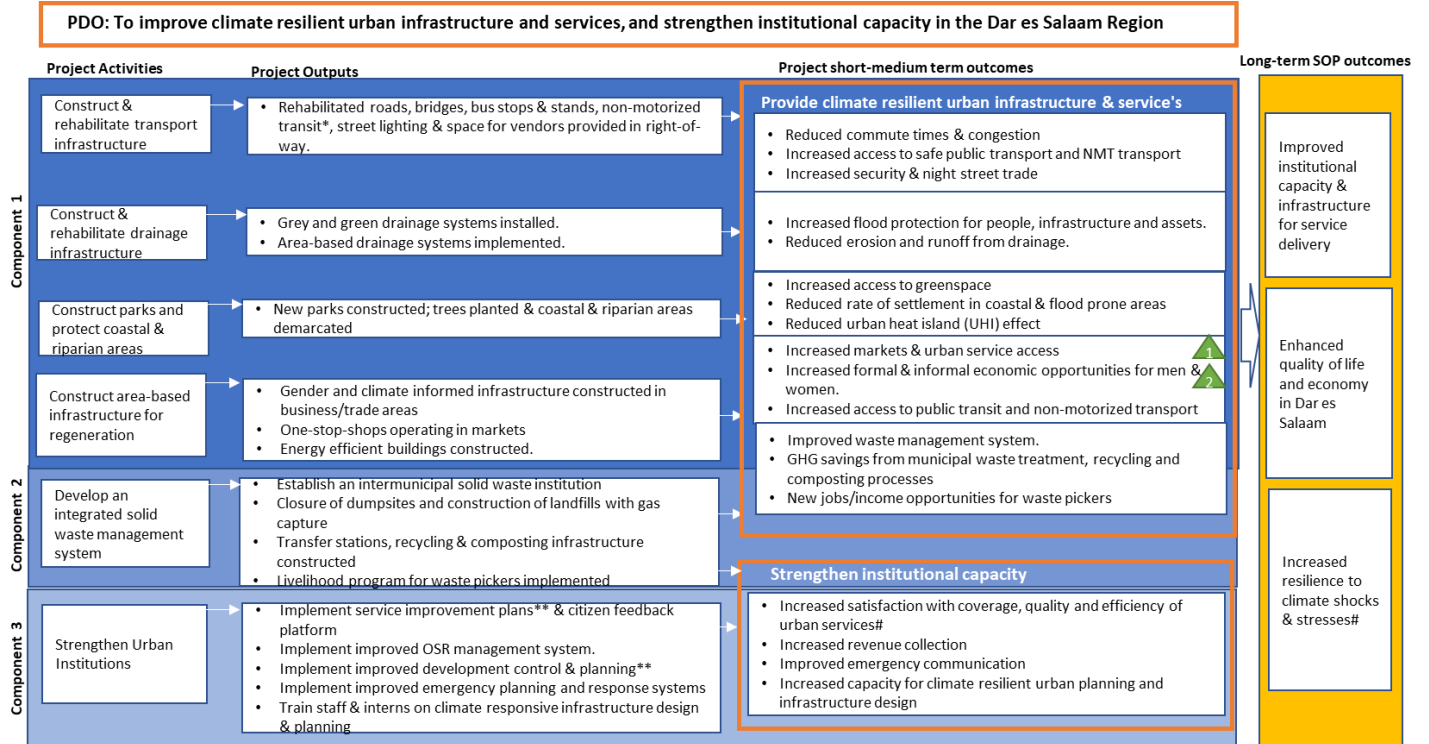 PDO: To improve climate resilient urban infrastructure and services, and strengthen institutional capacity in the Dar es Salaam Region
Project Activities
Project Outputs
Project short-medium term outcomes
Long-term SOP outcomes
Component 1
Construct &
rehabilitate transport
infrastructure
• Rehabilitated roads, bridges, bus stops & stands, non-motorized
transit*, street lighting & space for vendors provided in right-of-
way.
Provide climate resilient urban infrastructure & service's
• Reduced commute times & congestion
• Increased access to safe public transport and NMT transport
• Increased security & night street trade
Construct &
rehabilitate drainage
infrastructure
• Grey and green drainage systems installed.
• Area-based drainage systems implemented.
• Increased flood protection for people, infrastructure and assets.
• Reduced erosion and runoff from drainage.
Construct parks and
protect coastal &
riparian areas
• New parks constructed; trees planted & coastal & riparian areas
demarcated
• Increased access to greenspace
• Reduced rate of settlement in coastal & flood prone areas
• Reduced urban heat island (UHI) effect
Construct area-based
infrastructure for
regeneration
• Gender and climate informed infrastructure constructed in
business/trade areas
• One-stop-shops operating in markets
• Energy efficient buildings constructed.
• Increased markets & urban service access
1
• Increased formal & informal economic opportunities for men &
women.
2
• Increased access to public transit and non-motorized transport
Component 2
Develop an
integrated solid
waste management
system
• Establish an intermunicipal solid waste institution
• Closure of dumpsites and construction of landfills with gas
capture
• Transfer stations, recycling & composting infrastructure
constructed
• Livelihood program for waste pickers implemented
• Improved waste management system.
• GHG savings from municipal waste treatment, recycling and
composting processes
• New jobs/income opportunities for waste pickers
Component 3
Strengthen Urban
Institutions
• Implement service improvement plans** & citizen feedback
platform
• Implement improved OSR management system.
• Implement improved development control & planning**
• Implement improved emergency planning and response systems
• Train staff & interns on climate responsive infrastructure design
& planning
Strengthen institutional capacity
• Increased satisfaction with coverage, quality and efficiency of
urban services#
• Increased revenue collection
• Improved emergency communication
• Increased capacity for climate resilient urban planning and
infrastructure design
Improved
institutional
capacity &
infrastructure
for service
delivery
Enhanced
quality of life
and economy
in Dar es
Salaam
Increased
resilience to
climate shocks
& stresses#